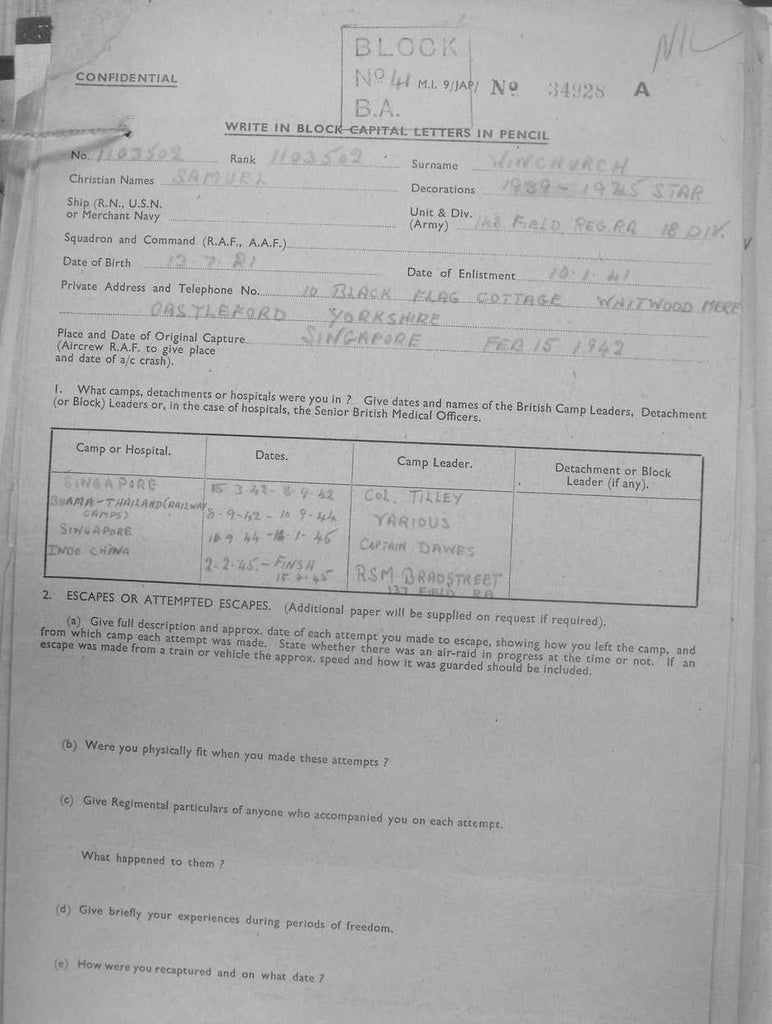 BLOCK
NIL
CONFIDENTIAL
Nº 41 M.I. 9/JAP/ Nº 34928 A
B.A.
WRITE IN BLOCK CAPITAL LETTERS IN PENCIL
No. 1103502 Rank 1103502 Surname WINCHURCH
Christian Names SAMUEL Decorations 1939-1945 STAR
Ship (R.N., U.S.N. or Merchant Navy
Unit & Div. (Army) 148 FIELD REG. RA 18 DIV.
Squadron and Command (R.A.F., A.A.F.)
Date of Birth 13.7.21 Date of Enlistment 1.41
Private Address and Telephone No. 10 BLACK FLAG COTTAGE WHITWOOD MERE
CASTLEFORD YORKSHIRE
Place and Date of Original Capture SINGAPORE FEB 15 1942
(Aircrew R.A.F. to give place
and date of a/c crash).
1. What camps, detachments or hospitals were you in ? Give dates and names of the British Camp Leaders, Detachment
(or Block) Leaders or, in the case of hospitals, the Senior British Medical Officers.
Camp or Hospital. Dates. Camp Leader. Detachment or Block Leader (if any).
SINGAPORE 15 3.42- 8.9.42 COL. TILLEY
BURMA-THAILAND (RAILWAY CAMPS) 8-9-42 - 10-9-44 VARIOUS
SINGAPORE 9 44 - 1-45 CAPTAIN DAWES
INDO CHINA 2-2-45.- FINSH 45 RSM BRADSTREET
137 FIELD RA
2. ESCAPES OR ATTEMPTED ESCAPES. (Additional paper will be supplied on request if required).
(a) Give full description and approx. date of each attempt you made to escape, showing how you left the camp, and
from which camp each attempt was made. State whether there was an air-raid in progress at the time or not. If an
escape was made from a train or vehicle the approx. speed and how it was guarded should be included.
(b) Were you physically fit when you made these attempts ?
(c) Give Regimental particulars of anyone who accompanied you on each attempt.
What happened to them ?
(d) Give briefly your experiences during periods of freedom.
(e) How were you recaptured and on what date ?